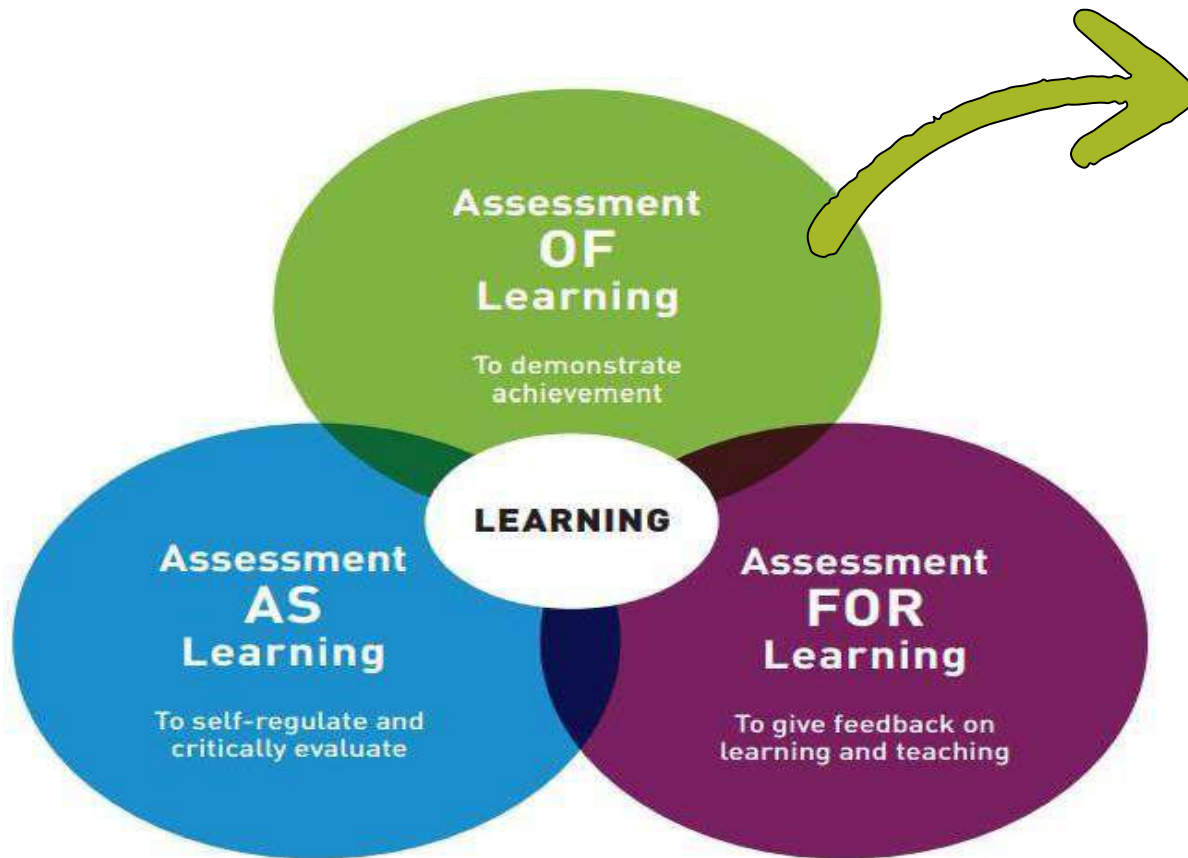 Assessment
OF
Learning
To demonstrate
achievement
LEARNING
Assessment
AS
Learning
To self-regulate and
critically evaluate
Assessment
FOR
Learning
To give feedback on
learning and teaching